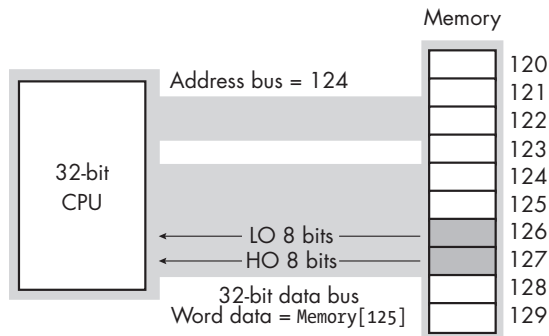 Memory
Address bus = 124
120
121
122
123
124
125
126
127
128
129
32-bit
CPU
LO 8 bits
HO 8 bits
32-bit data bus
Word data = Memory[125]